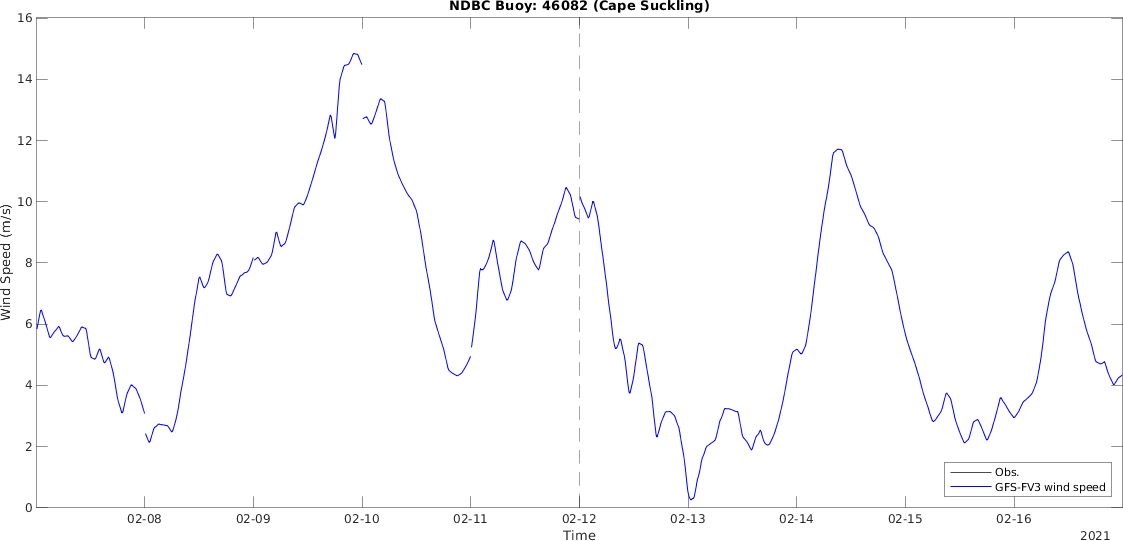 NDBC Buoy: 46082 (Cape Suckling)
16
14
12
10
8
6
4
2
0
Wind Speed (m/s)
02-08 02-09 02-10 02-11 02-12 02-13 02-14 02-15 02-16
Time
2021
Obs.
GFS-FV3 wind speed